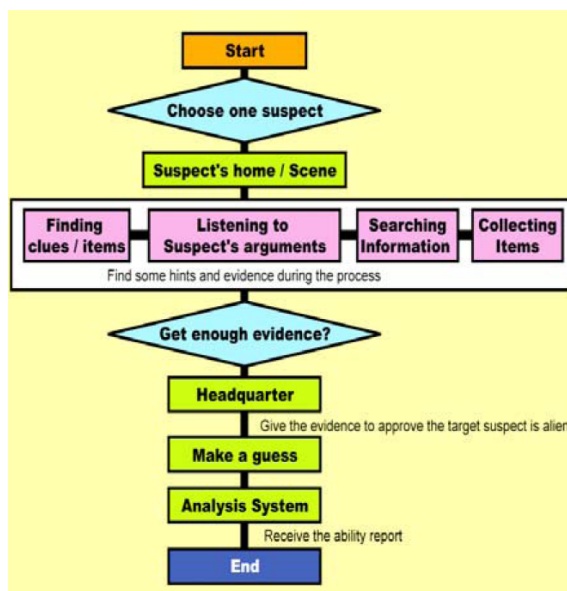 Start
Choose one suspect
Suspect's home / Scene
Finding
clues / items
Listening to
Suspect's arguments
Searching
Information
Collecting
Items
Find some hints and evidence during the process
Get enough evidence?
Headquarter
Give the evidence to approve the target suspect is alien
Make a guess
Analysis System
Receive the ability report
End